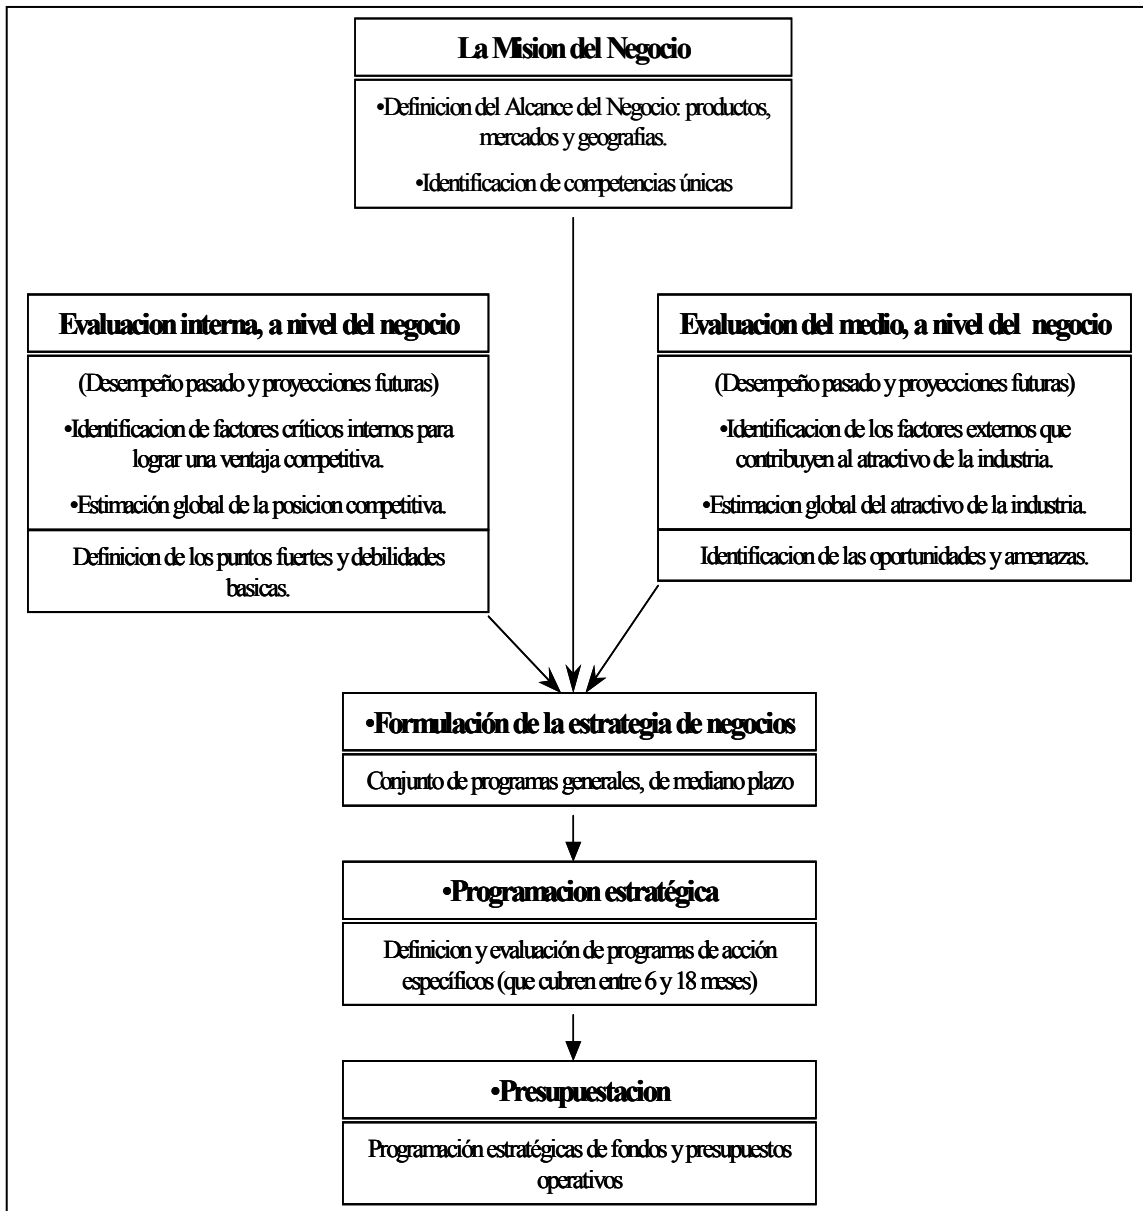 La Mision del Negocio
•Definicion del Alcance del Negocio: productos,
mercados y geografias.
•Identificacion de competencias únicas
Evaluacion interna, a nivel del negocio
(Desempeño pasado y proyecciones futuras)
•Identificacion de factores críticos internos para
lograr una ventaja competitiva.
•Estimación global de la posicion competitiva.
Definicion de los puntos fuertes y debilidades
basicas.
Evaluacion del medio, a nivel del negocio
(Desempeño pasado y proyecciones futuras)
•Identificacion de los factores externos que
contribuyen al atractivo de la industria.
•Estimacion global del atractivo de la industria.
Identificacion de las oportunidades y amenazas.
•Formulación de la estrategia de negocios
Conjunto de programas generales, de mediano plazo
•Programacion estratégica
Definicion y evaluación de programas de acción
específicos (que cubren entre 6 y 18 meses)
•Presupuestacion
Programación estratégicas de fondos y presupuestos
operativos